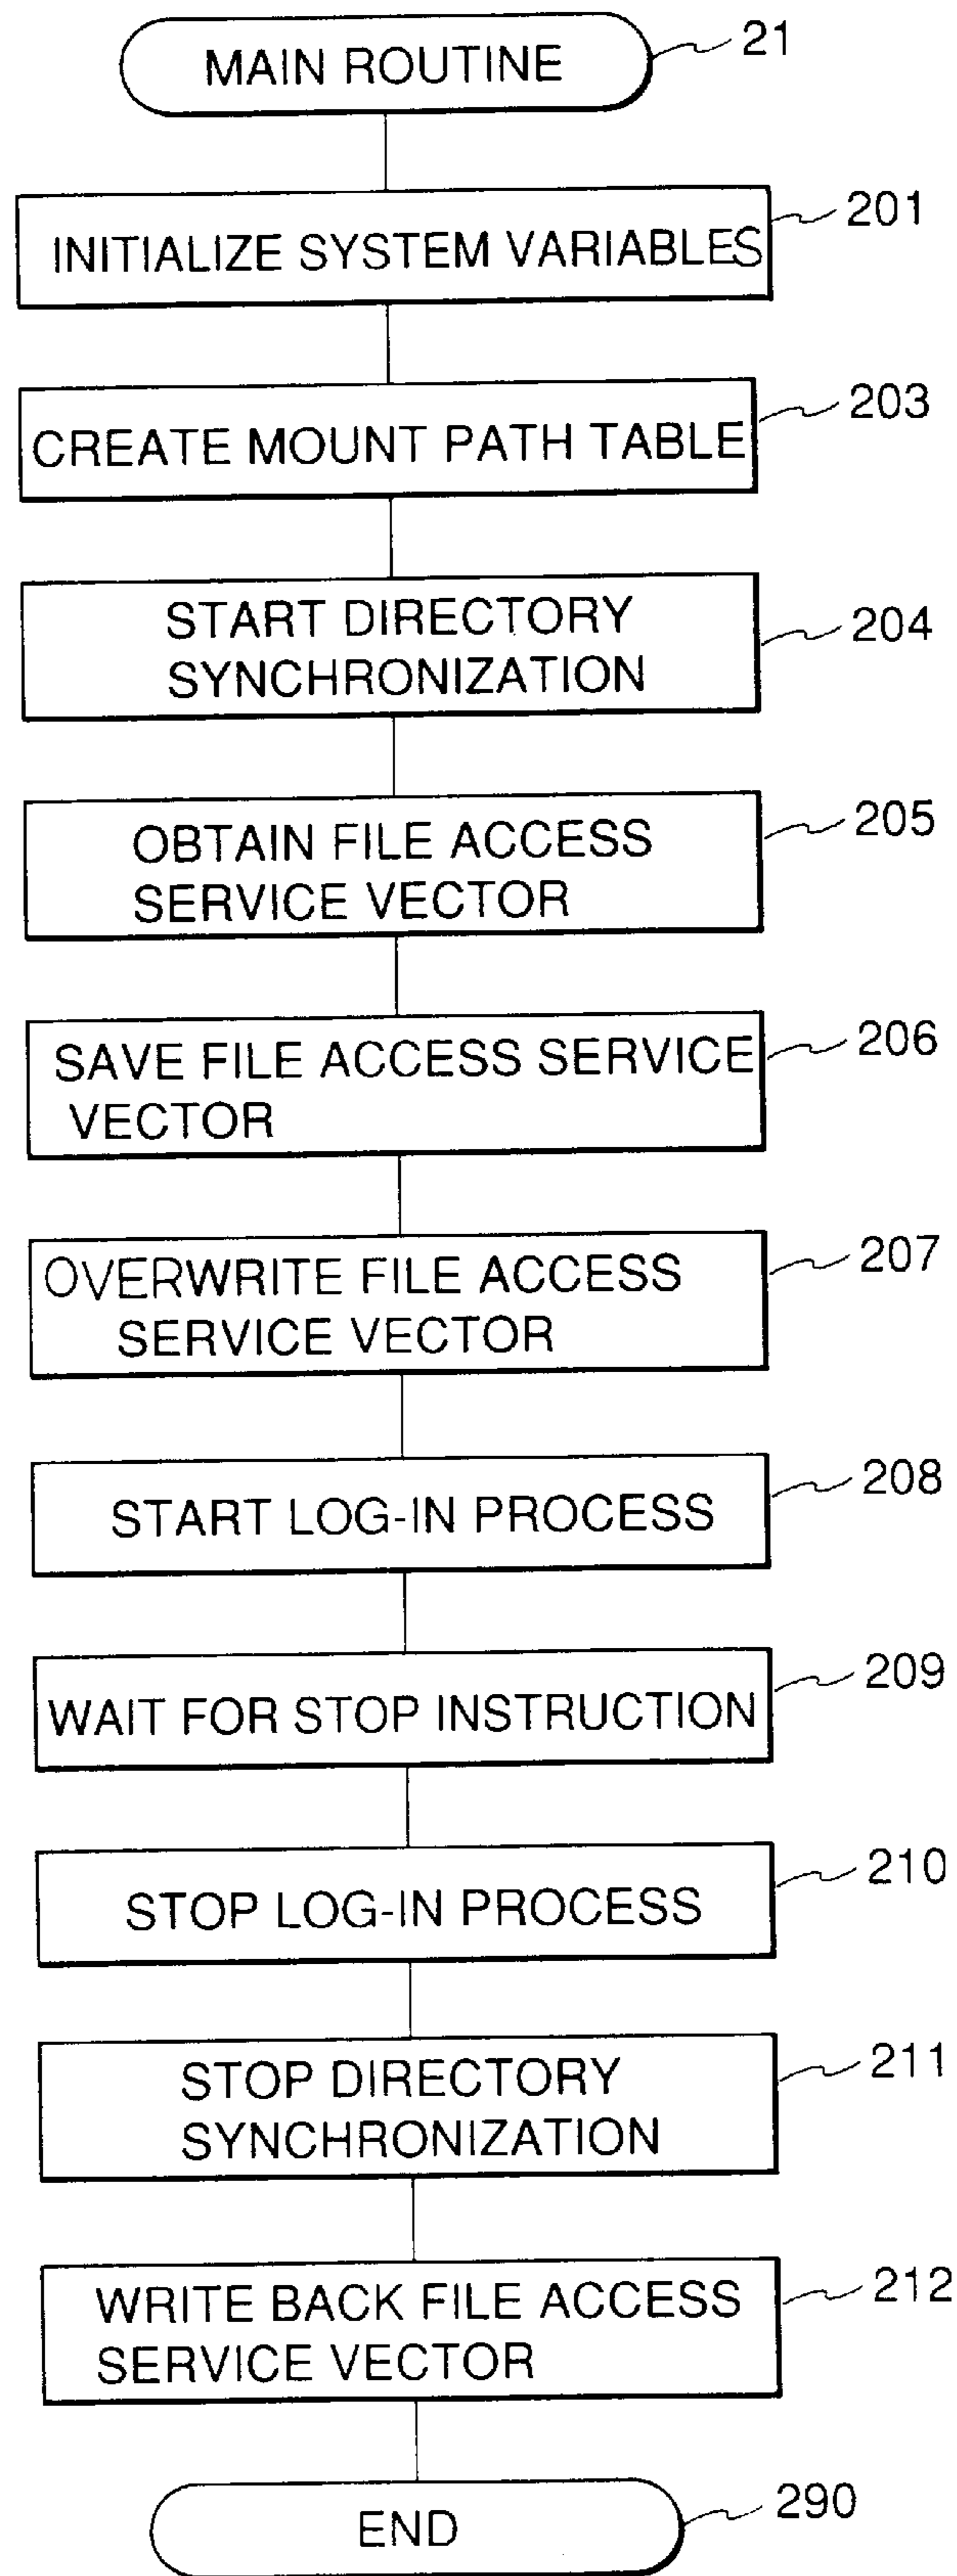 MAIN ROUTINE
21
INITIALIZE SYSTEM VARIABLES
201
CREATE MOUNT PATH TABLE
203
START DIRECTORY
SYNCHRONIZATION
204
OBTAIN FILE ACCESS
SERVICE VECTOR
205
SAVE FILE ACCESS SERVICE
VECTOR
206
OVERWRITE FILE ACCESS
SERVICE VECTOR
207
START LOG-IN PROCESS
208
WAIT FOR STOP INSTRUCTION
209
STOP LOG-IN PROCESS
210
STOP DIRECTORY
SYNCHRONIZATION
211
WRITE BACK FILE ACCESS
SERVICE VECTOR
212
END
290